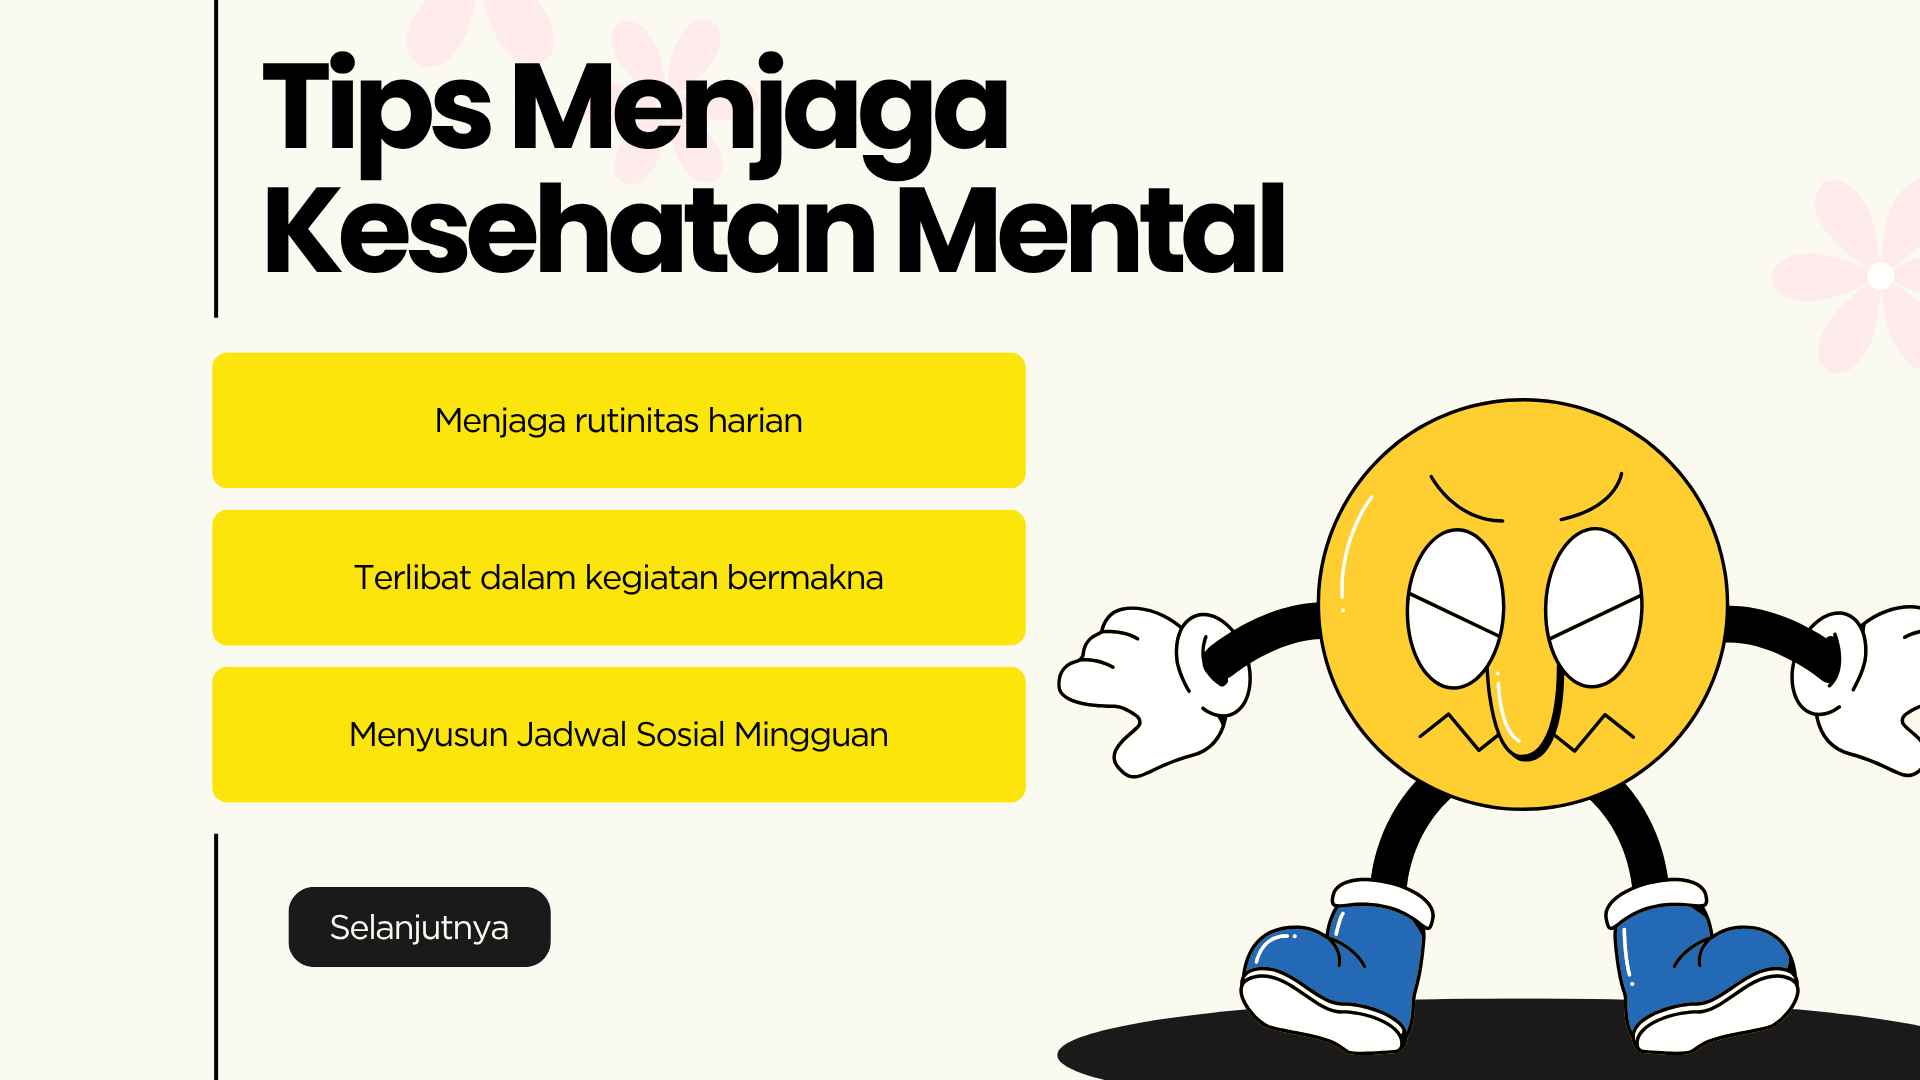 Tips Menjaga
Kesehatan Mental
Menjaga rutinitas harian
Terlibat dalam kegiatan bermakna
Menyusun Jadwal Sosial Mingguan
Selanjutnya